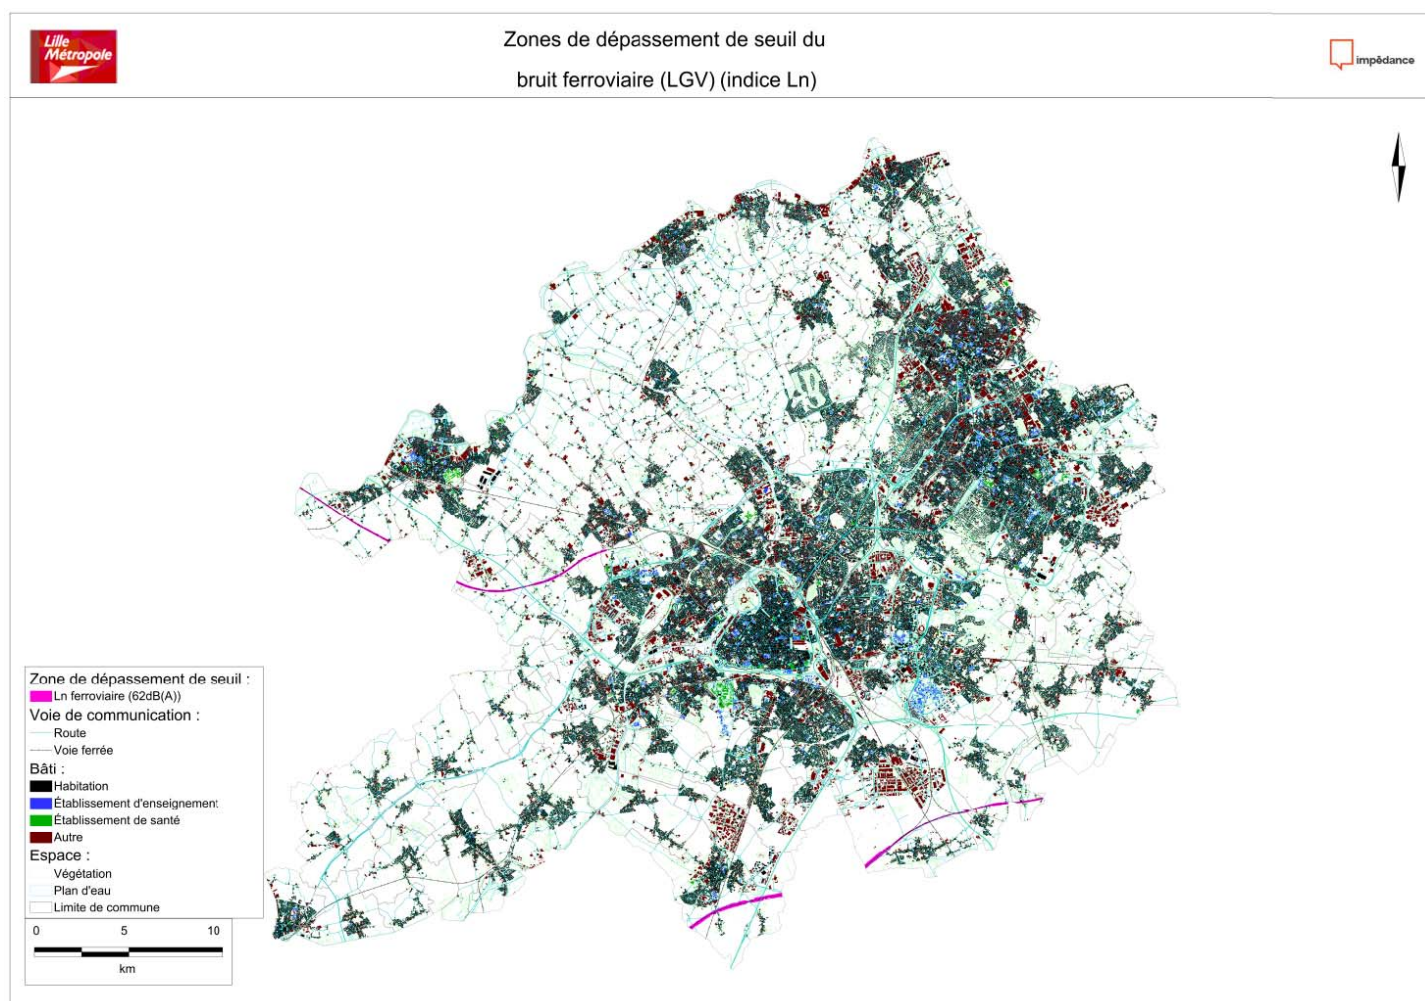 Lille
Métropole
Zones de dépassement de seuil du
bruit ferroviaire (LGV) (indice Ln)
impédance
Zone de dépassement de seuil :
Ln ferroviaire (62dB(A))
Voie de communication :
Route
Voie ferrée
Bâti :
Habitation
Établissement d'enseignement
Établissement de santé
Autre
Espace :
Végétation
Plan d'eau
Limite de commune
0 5 10
km